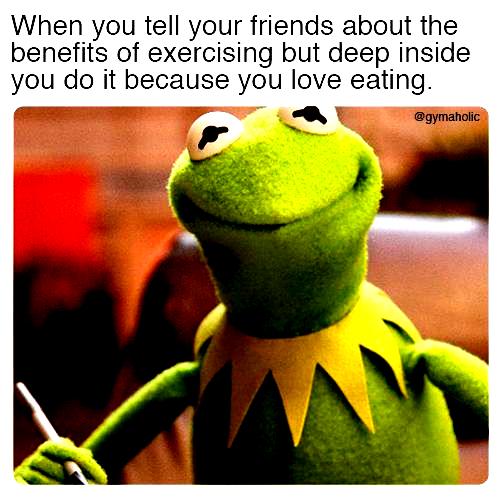 When you tell your friends about the
benefits of exercising but deep inside
you do it because you love eating.
@gymaholic